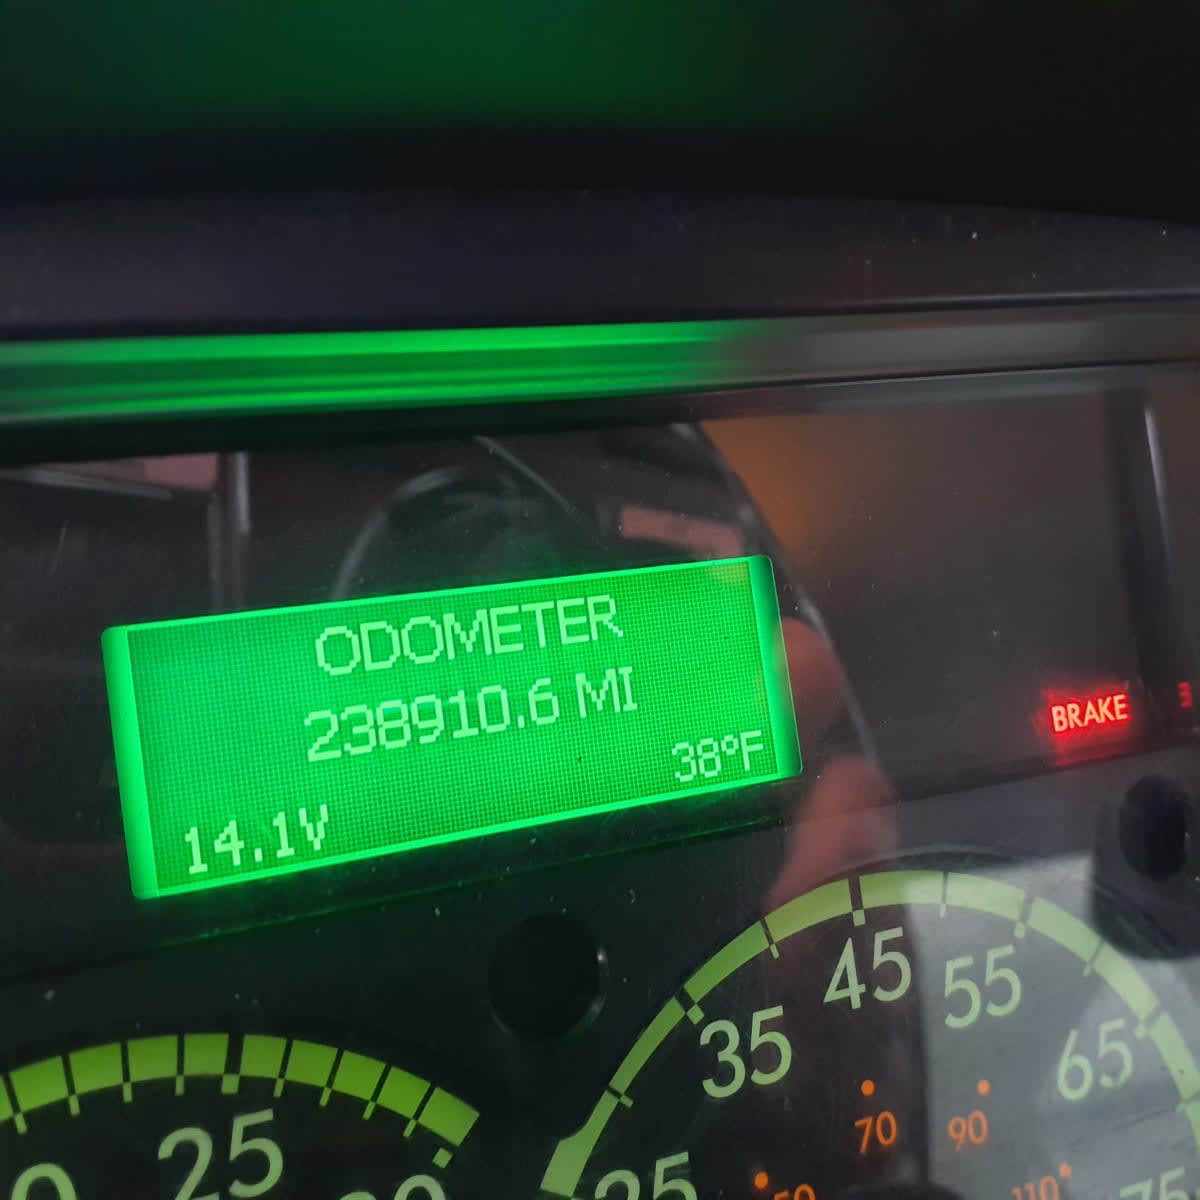 ODOMETER
238910.6 MI
38°F
14.1V
BRAKE
45
55
35
65
70
90
25